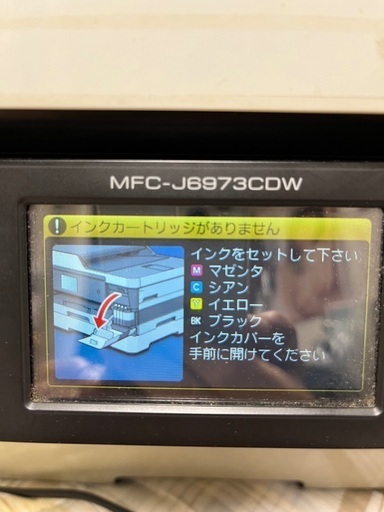 MFC-J6973CDW
! インクカートリッジがありません
インクをセットして下さい
M マゼンタ
C シアン
Y イエロー
BK ブラック
インクカバーを
手前に開けてください